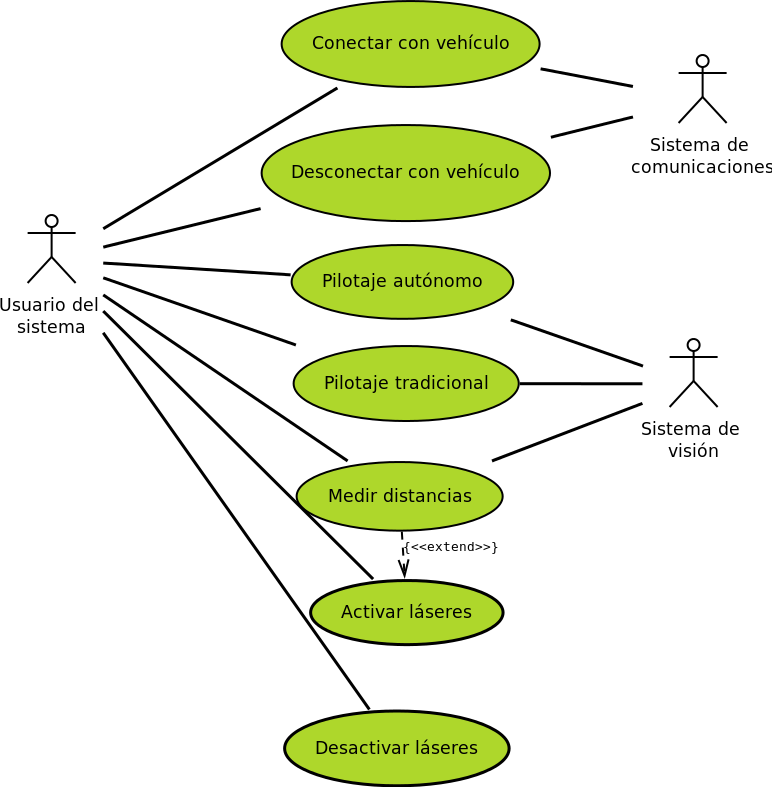 Conectar con vehículo
Sistema de
comunicaciones
Desconectar con vehículo
Usuario del
sistema
Pilotaje autónomo
Pilotaje tradicional
Sistema de
visión
Medir distancias
{<<extend>>}
Activar láseres
Desactivar láseres